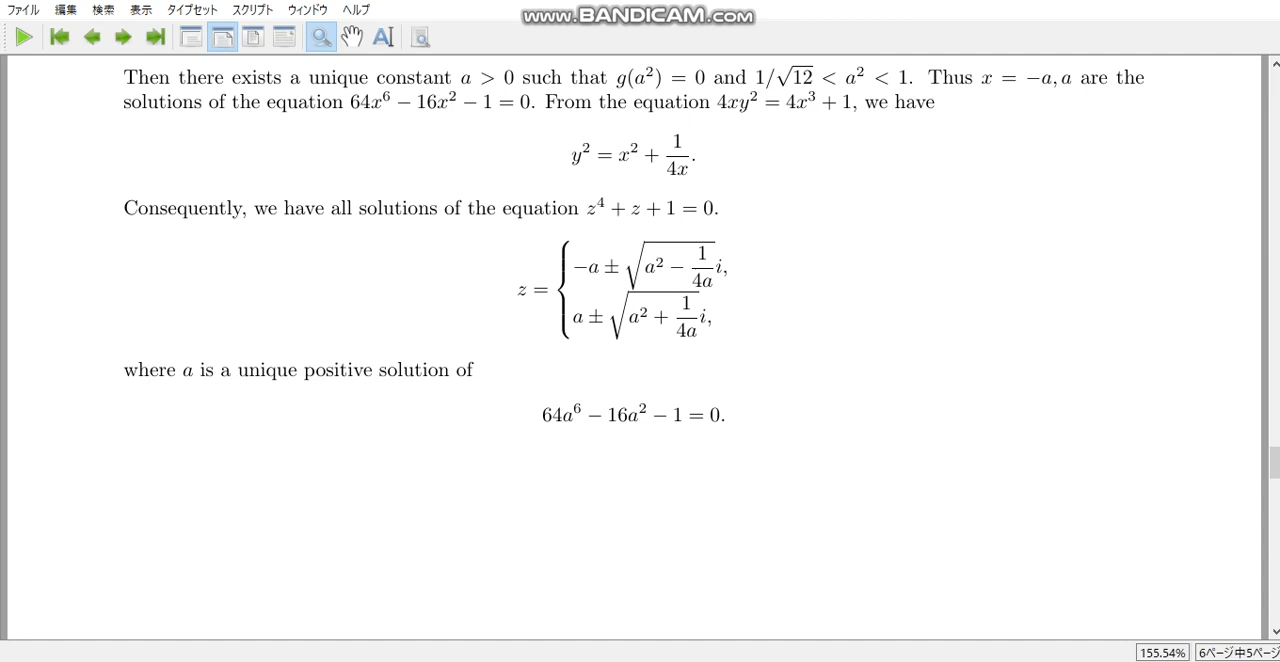 ファイル 編集 検索 表示 タイプセット スクリプト ウィンドウ ヘルプ
www.BANDICAM.com
Then there exists a unique constant a > 0 such that g(a²) = 0 and 1/√12 < a² < 1. Thus x = −a, a are the
solutions of the equation 64x⁶ − 16x² − 1 = 0. From the equation 4xy² = 4x³ + 1, we have
y² = x² + 1/4x.
Consequently, we have all solutions of the equation z⁴ + z + 1 = 0.
z = { −a ± √(a² − 1/4a) i,
a ± √(a² + 1/4a) i,
where a is a unique positive solution of
64a⁶ − 16a² − 1 = 0.
155.54% 6ページ中5ページ